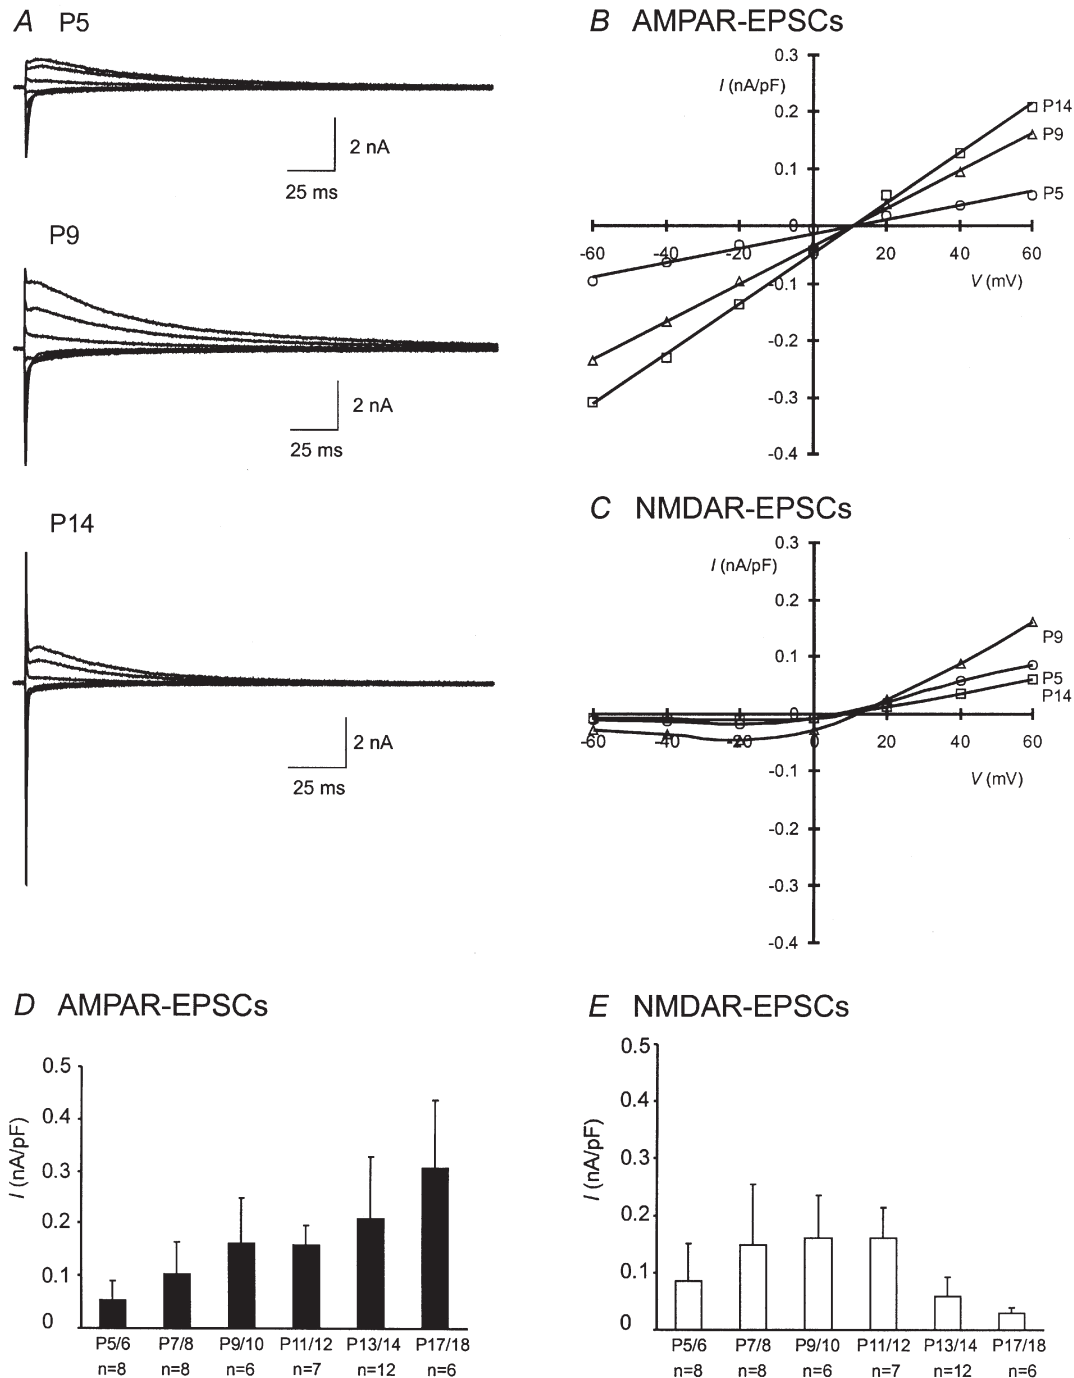 A P5
2 nA
25 ms
P9
2 nA
25 ms
P14
2 nA
25 ms
B AMPAR-EPSCs
0.3
I (nA/pF)
0.2
P14
P9
0.1
P5
0
-60 -40 -20 0 20 40 60
V (mV)
-0.1
-0.2
-0.3
-0.4
C NMDAR-EPSCs
0.3
I (nA/pF)
0.2
P9
0.1
P5
P14
0
-60 -40 -20 0 20 40 60
-0.1
V (mV)
-0.2
-0.3
-0.4
D AMPAR-EPSCs
I (nA/pF)
0.5
0.4
0.3
0.2
0.1
0
P5/6 P7/8 P9/10 P11/12 P13/14 P17/18
n=8 n=8 n=6 n=7 n=12 n=6
E NMDAR-EPSCs
I (nA/pF)
0.5
0.4
0.3
0.2
0.1
0
P5/6 P7/8 P9/10 P11/12 P13/14 P17/18
n=8 n=8 n=6 n=7 n=12 n=6